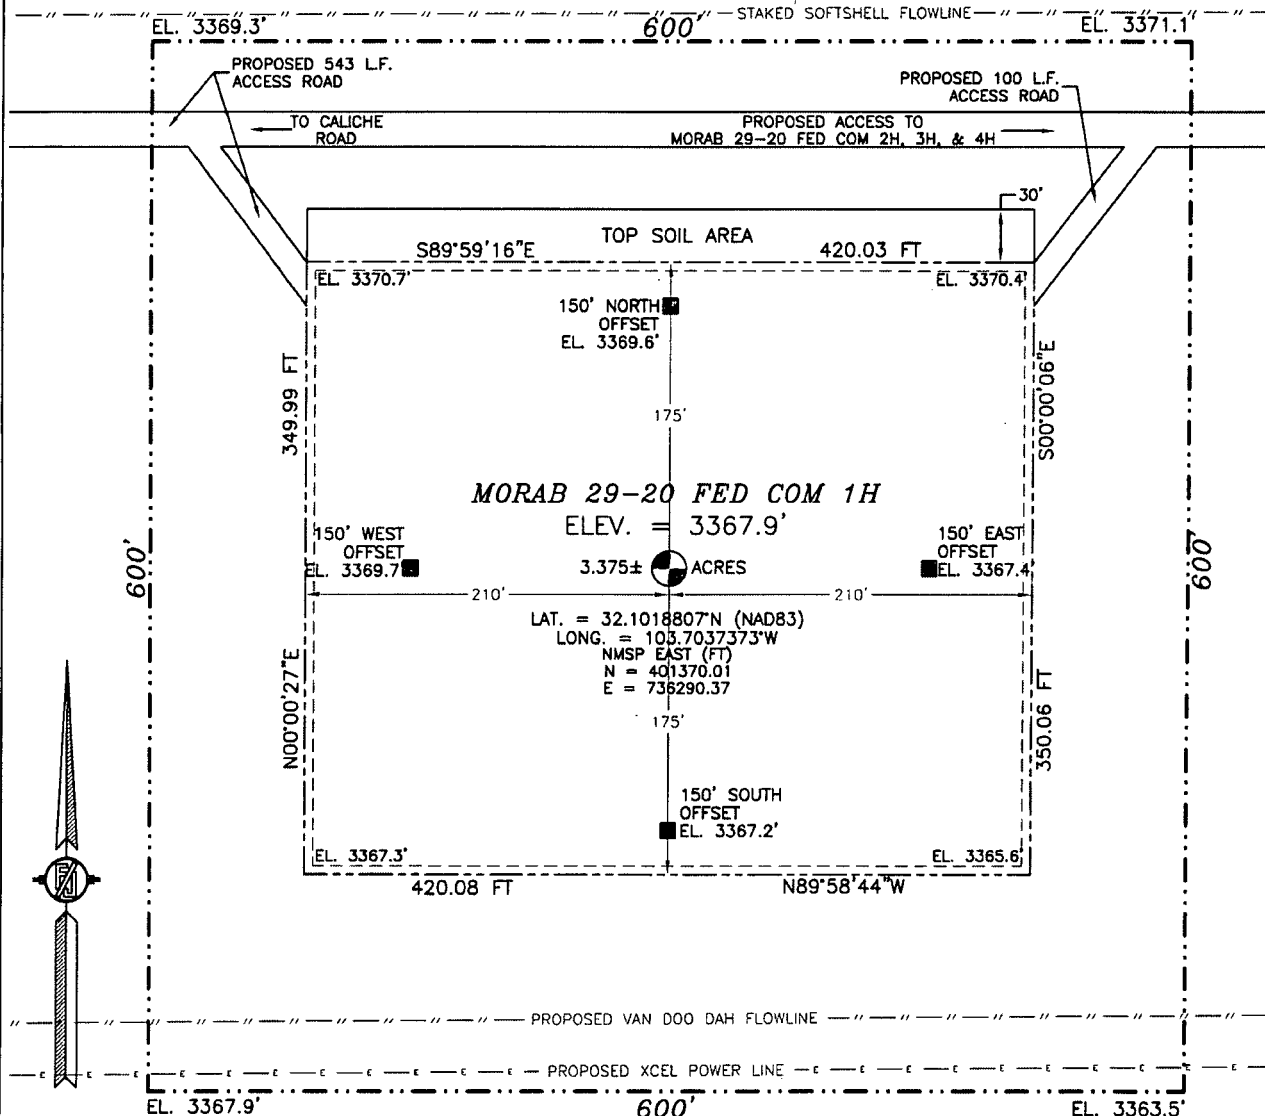 STAKED SOFTSHELL FLOWLINE
EL. 3369.3'
600'
EL. 3371.1'
PROPOSED 543 L.F.
ACCESS ROAD
PROPOSED 100 L.F.
ACCESS ROAD
TO CALICHE
ROAD
PROPOSED ACCESS TO
MORAB 29-20 FED COM 2H, 3H, & 4H
30'
TOP SOIL AREA
S89°59'16"E
420.03 FT
EL. 3370.7'
EL. 3370.4'
150' NORTH
OFFSET
EL. 3369.6'
349.99 FT
S00°00'06"E
175'
MORAB 29-20 FED COM 1H
ELEV. = 3367.9'
150' WEST
OFFSET
EL. 3369.7'
150' EAST
OFFSET
EL. 3367.4'
600'
600'
3.375± ACRES
210'
210'
LAT. = 32.1018807°N (NAD83)
LONG. = 103.7037373°W
NMSP EAST (FT)
N = 401370.01
E = 736290.37
N00°00'27"E
350.06 FT
175'
150' SOUTH
OFFSET
EL. 3367.2'
EL. 3367.3'
EL. 3365.6'
420.08 FT
N89°58'44"W
PROPOSED VAN DOO DAH FLOWLINE
E E E E E E PROPOSED XCEL POWER LINE E E E E E E E
EL. 3367.9'
600'
EL. 3363.5'